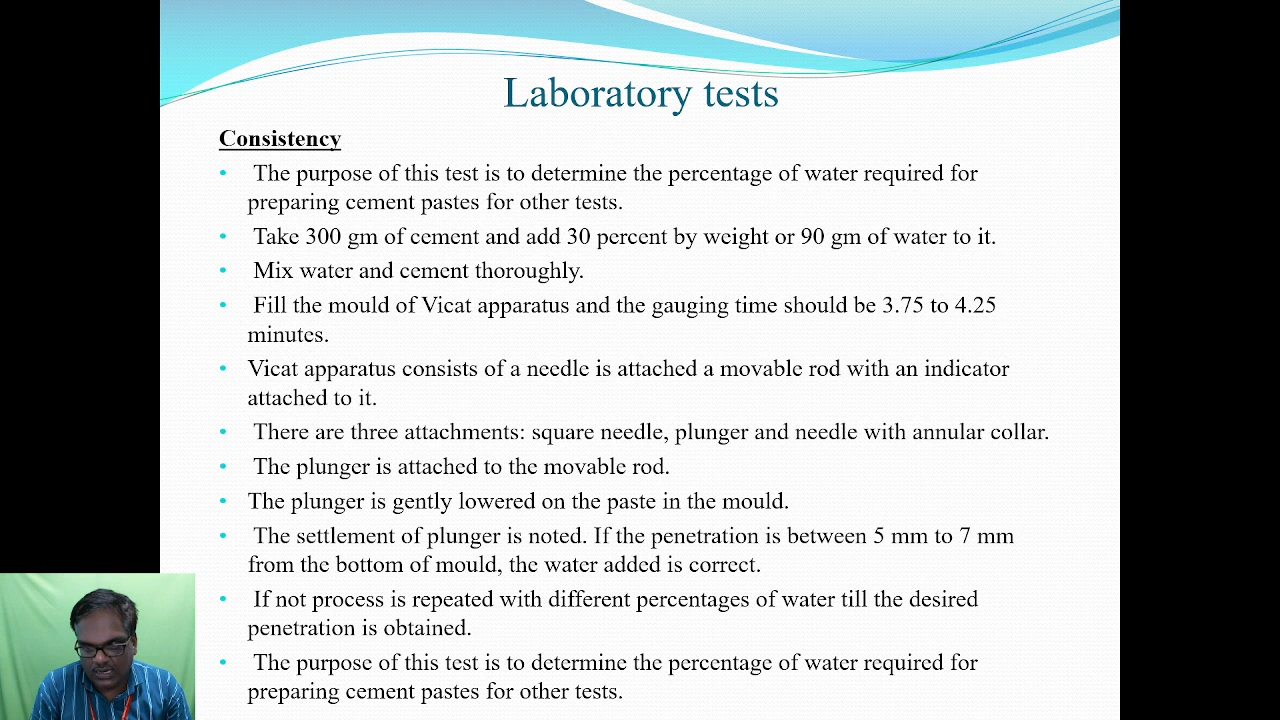 Laboratory tests
Consistency
• The purpose of this test is to determine the percentage of water required for
preparing cement pastes for other tests.
• Take 300 gm of cement and add 30 percent by weight or 90 gm of water to it.
• Mix water and cement thoroughly.
• Fill the mould of Vicat apparatus and the gauging time should be 3.75 to 4.25
minutes.
• Vicat apparatus consists of a needle is attached a movable rod with an indicator
attached to it.
• There are three attachments: square needle, plunger and needle with annular collar.
• The plunger is attached to the movable rod.
• The plunger is gently lowered on the paste in the mould.
• The settlement of plunger is noted. If the penetration is between 5 mm to 7 mm
from the bottom of mould, the water added is correct.
• If not process is repeated with different percentages of water till the desired
penetration is obtained.
• The purpose of this test is to determine the percentage of water required for
preparing cement pastes for other tests.